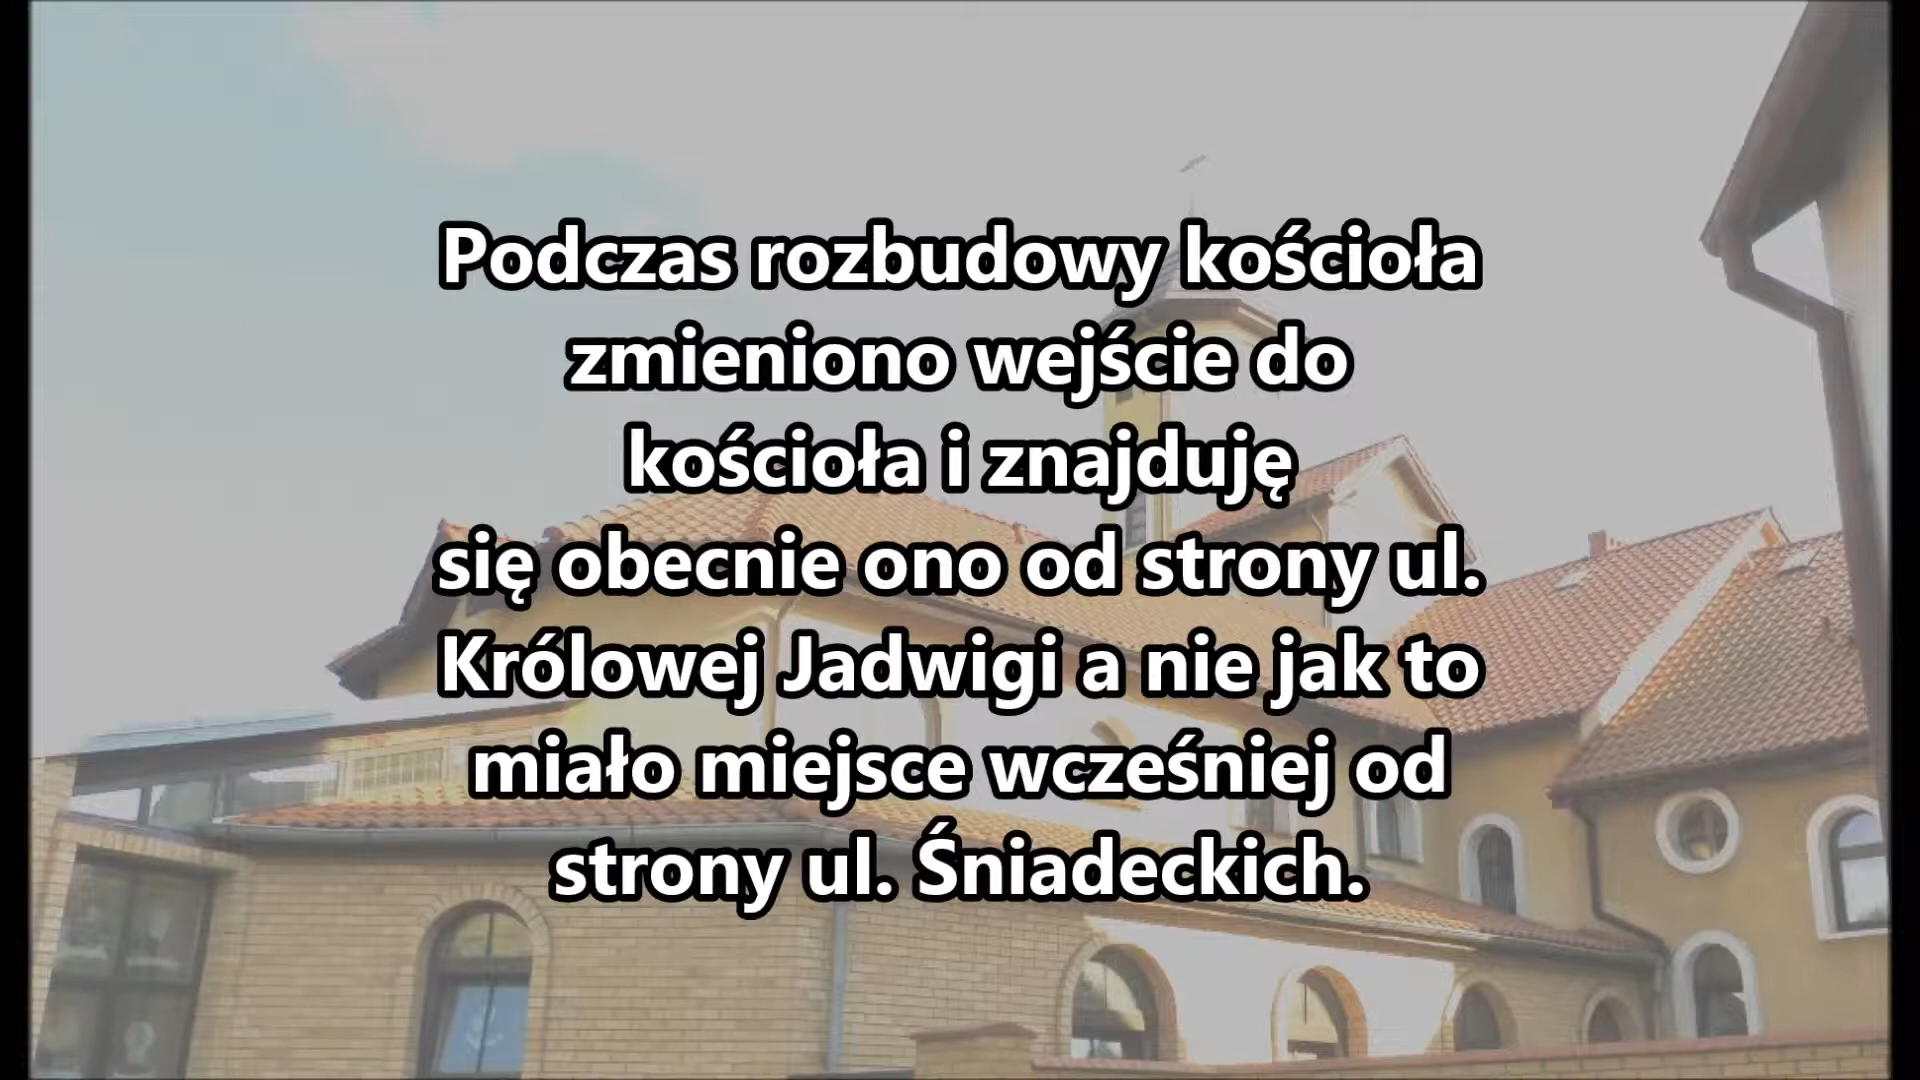 Podczas rozbudowy kościoła
zmieniono wejście do
kościoła i znajduję
się obecnie ono od strony ul.
Królowej Jadwigi a nie jak to
miało miejsce wcześniej od
strony ul. Śniadeckich.